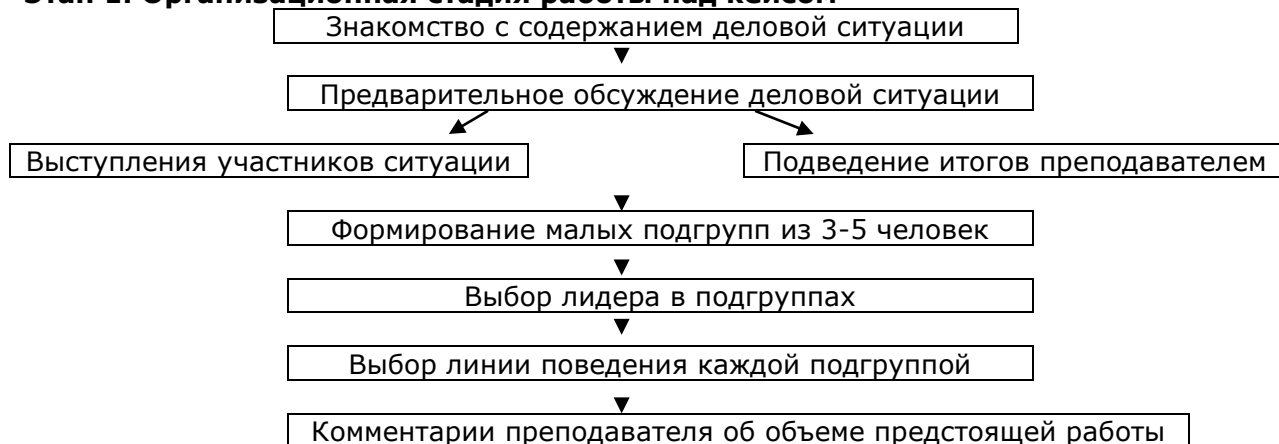 Этап 1. Организационная стадия работы над кейсом
Знакомство с содержанием деловой ситуации
Предварительное обсуждение деловой ситуации
Выступления участников ситуации
Подведение итогов преподавателем
Формирование малых подгрупп из 3-5 человек
Выбор лидера в подгруппах
Выбор линии поведения каждой подгруппой
Комментарии преподавателя об объеме предстоящей работы